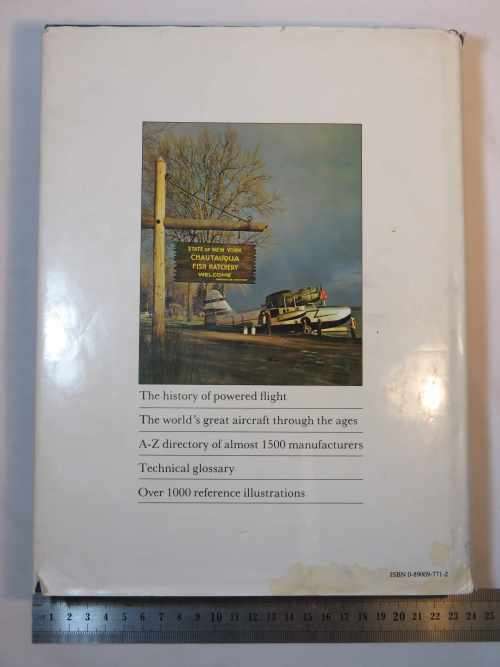 STATE OF NEW YORK
CHAUTAUQUA
FISH HATCHERY
WELCOME
The history of powered flight
The world's great aircraft through the ages
A-Z directory of almost 1500 manufacturers
Technical glossary
Over 1000 reference illustrations
ISBN 0-89009-771-2
1 2 3 4 5 6 7 8 9 10 11 12 13 14 15 16 17 18 19 20 21 22 23 24 25